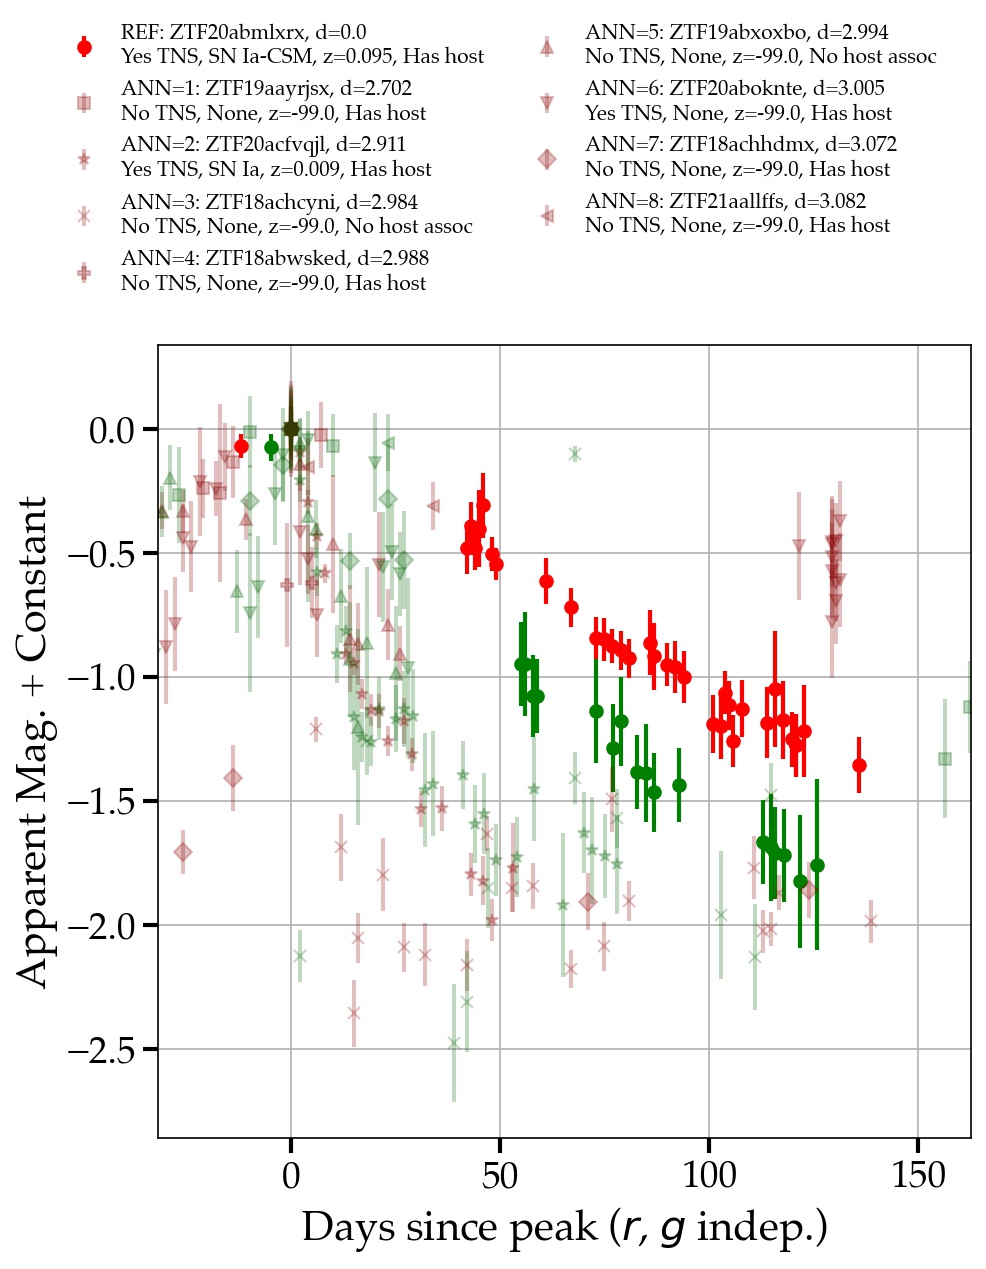 REF: ZTF20abmlxrx, d=0.0
Yes TNS, SN Ia-CSM, z=0.095, Has host
ANN=1: ZTF19aayrjsx, d=2.702
No TNS, None, z=-99.0, Has host
ANN=2: ZTF20acfvqjl, d=2.911
Yes TNS, SN Ia, z=0.009, Has host
ANN=3: ZTF18achcyni, d=2.984
No TNS, None, z=-99.0, No host assoc
ANN=4: ZTF18abwsked, d=2.988
No TNS, None, z=-99.0, Has host
ANN=5: ZTF19abxoxbo, d=2.994
No TNS, None, z=-99.0, No host assoc
ANN=6: ZTF20aboknte, d=3.005
Yes TNS, None, z=-99.0, Has host
ANN=7: ZTF18achhdmx, d=3.072
No TNS, None, z=-99.0, Has host
ANN=8: ZTF21aallffs, d=3.082
No TNS, None, z=-99.0, Has host
Apparent Mag. + Constant
0.0
−0.5
−1.0
−1.5
−2.0
−2.5
0 50 100 150
Days since peak (r, g indep.)